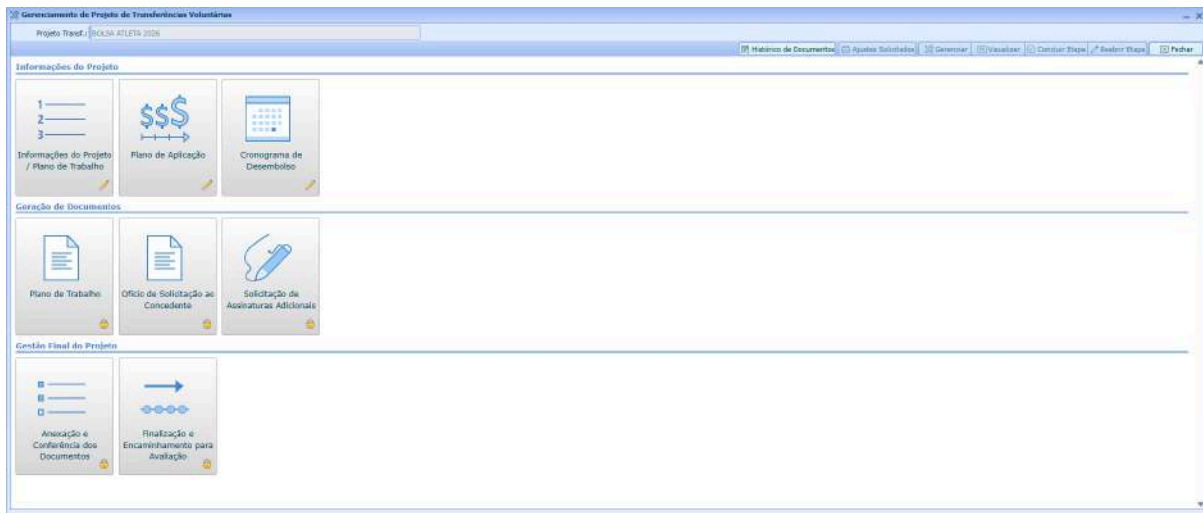 Gerenciamento de Projeto de Transferências Voluntárias
Projeto Transf.: BOLSA ATLETA 2026
Histórico de Documentos Ajustes Solicitados Gerenciar Visualizar Concluir Etapa Reabrir Etapa Fechar
Informações do Projeto
1
2
3
$$$
Informações do Projeto
/ Plano de Trabalho
Plano de Aplicação
Cronograma de
Desembolso
Geração de Documentos
Plano de Trabalho
Ofício de Solicitação ao
Concedente
Solicitação de
Assinaturas Adicionais
Gestão Final do Projeto
Anexação e
Conferência dos
Documentos
Finalização e
Encaminhamento para
Avaliação